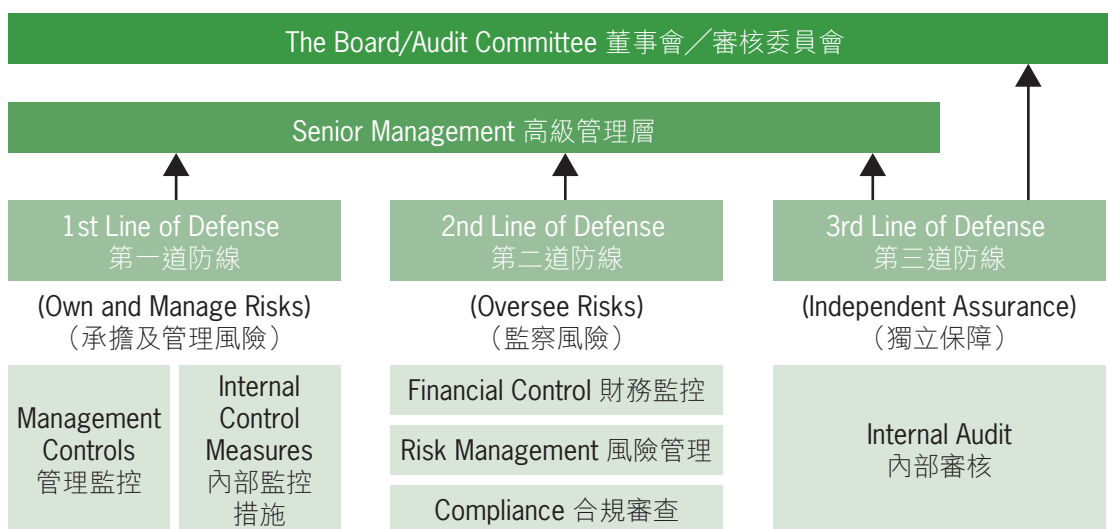 The Board/Audit Committee 董事會／審核委員會
Senior Management 高級管理層
1st Line of Defense
第一道防線
(Own and Manage Risks)
（承擔及管理風險）
Management
Controls
管理監控
Internal
Control
Measures
內部監控
措施
2nd Line of Defense
第二道防線
(Oversee Risks)
（監察風險）
Financial Control 財務監控
Risk Management 風險管理
Compliance 合規審查
3rd Line of Defense
第三道防線
(Independent Assurance)
（獨立保障）
Internal Audit
內部審核